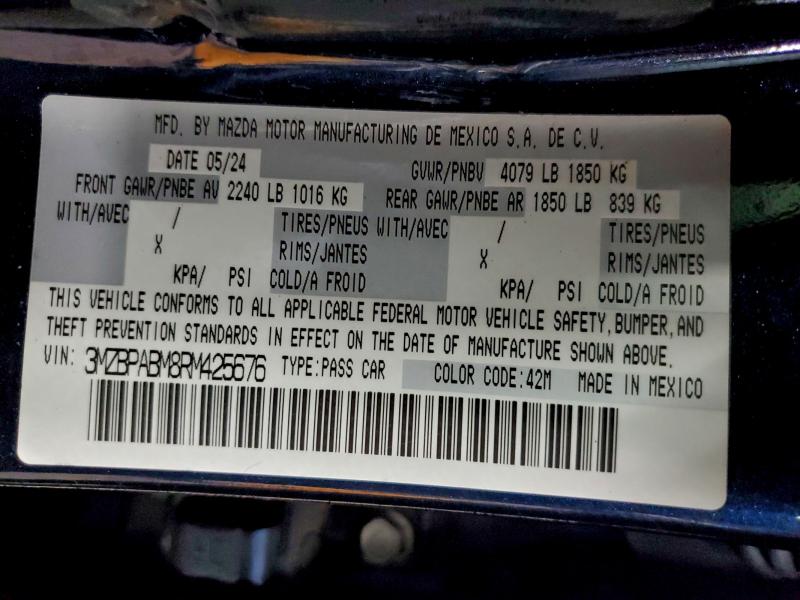 MFD. BY MAZDA MOTOR MANUFACTURING DE MEXICO S.A. DE C.V.
DATE 05/24 GVWR/PNBV 4079 LB 1850 KG
FRONT GAWR/PNBE AV 2240 LB 1016 KG REAR GAWR/PNBE AR 1850 LB 839 KG
WITH/AVEC / TIRES/PNEUS WITH/AVEC / TIRES/PNEUS
X RIMS/JANTES X RIMS/JANTES
KPA/ PSI COLD/A FROID KPA/ PSI COLD/A FROID
THIS VEHICLE CONFORMS TO ALL APPLICABLE FEDERAL MOTOR VEHICLE SAFETY, BUMPER, AND
THEFT PREVENTION STANDARDS IN EFFECT ON THE DATE OF MANUFACTURE SHOWN ABOVE.
VIN: 3MZBPABM8RM425676 TYPE:PASS CAR COLOR CODE:42M MADE IN MEXICO